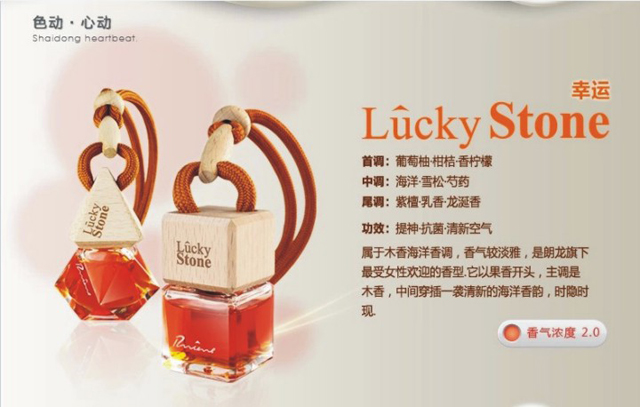 色动·心动
Shaidong heartbeat.
幸运
Lûcky Stone
首调：葡萄柚·柑桔·香柠檬
中调：海洋·雪松·芍药
尾调：紫檀·乳香·龙涎香
功效：提神·抗菌·清新空气
属于木香海洋香调，香气较淡雅，是朗龙旗下
最受女性欢迎的香型.它以果香开头，主调是
木香，中间穿插一袭清新的海洋香韵，时隐时
现.
香气浓度 2.0
Lûcky
Stone
Lûcky
Stone